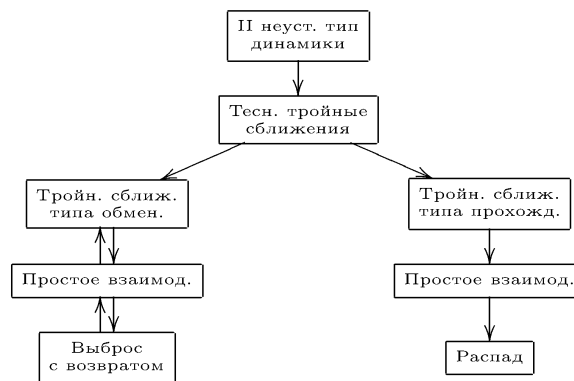 II неуст. тип
динамики
Тесн. тройные
сближения
Тройн. сближ.
типа обмен.
Тройн. сближ.
типа прохожд.
Простое взаимод.
Простое взаимод.
Выброс
с возвратом
Распад